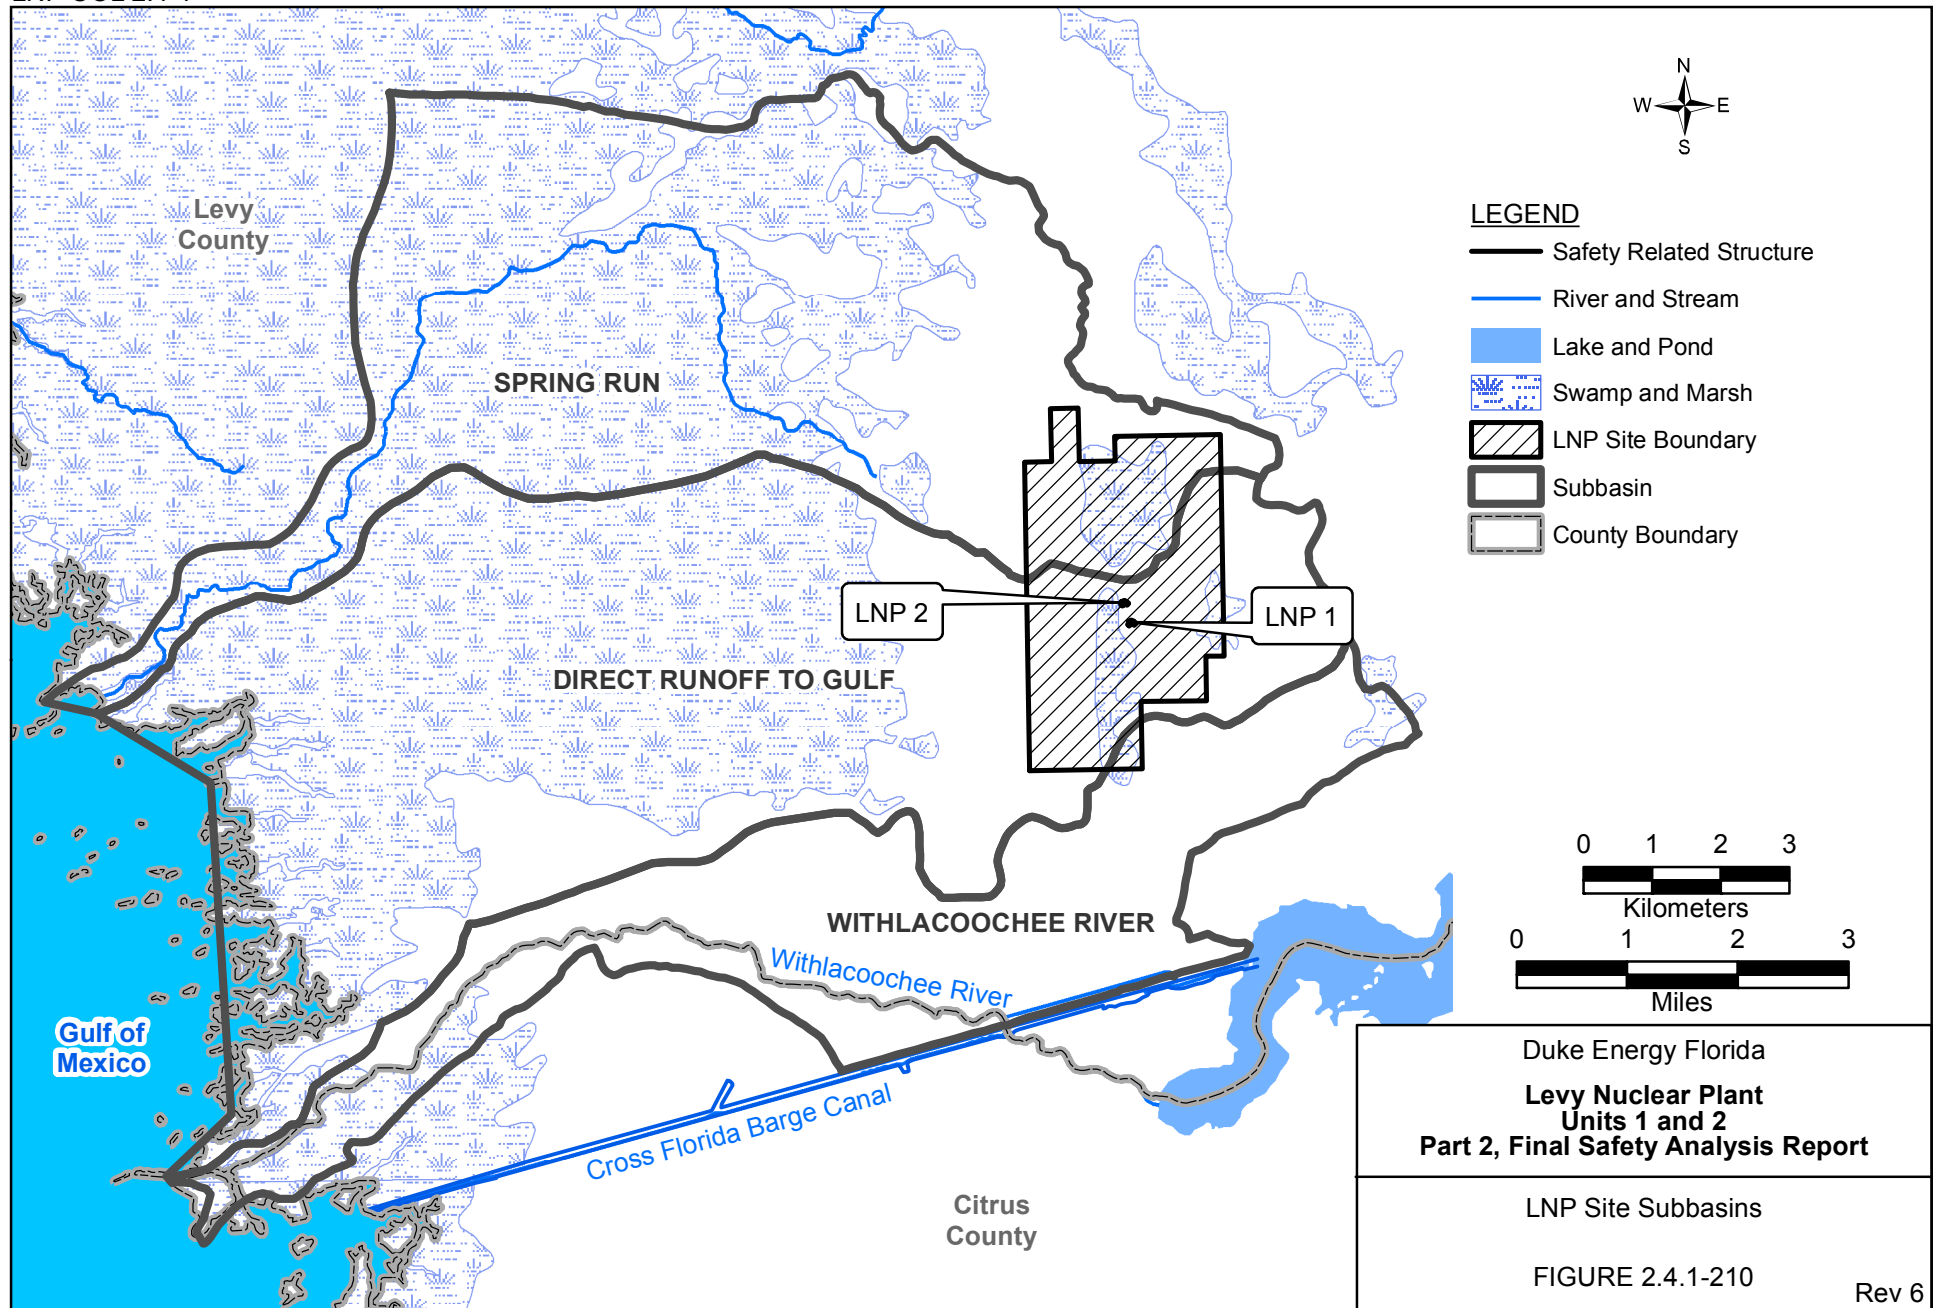 N
W E
S
LEGEND
Safety Related Structure
River and Stream
Lake and Pond
Swamp and Marsh
LNP Site Boundary
Subbasin
County Boundary
Levy
County
SPRING RUN
LNP 2
LNP 1
DIRECT RUNOFF TO GULF
WITHLACOOCHEE RIVER
Withlacoochee River
Gulf of
Mexico
Cross Florida Barge Canal
Citrus
County
0 1 2 3
Kilometers
0 1 2 3
Miles
Duke Energy Florida
Levy Nuclear Plant
Units 1 and 2
Part 2, Final Safety Analysis Report
LNP Site Subbasins
FIGURE 2.4.1-210
Rev 6